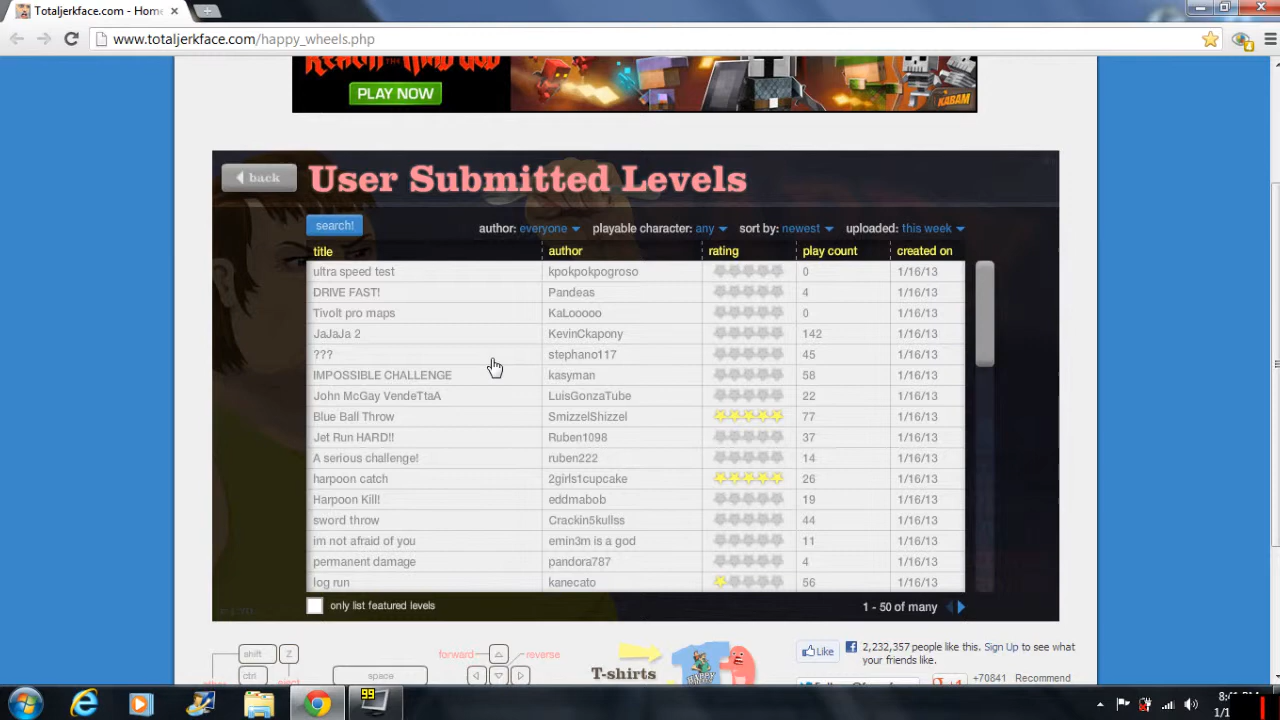 Totaljerkface.com - Hom
www.totaljerkface.com/happy_wheels.php
PLAY NOW
KABAM
back
User Submitted Levels
search!
author: everyone playable character: any sort by: newest uploaded: this week
title author rating play count created on
ultra speed test kpokpokpogroso 0 1/16/13
DRIVE FAST! Pandeas 4 1/16/13
Tivolt pro maps KaLooooo 0 1/16/13
JaJaJa 2 KevinCkapony 142 1/16/13
??? stephano117 45 1/16/13
IMPOSSIBLE CHALLENGE kasyman 58 1/16/13
John McGay VendeTtaA LuisGonzaTube 22 1/16/13
Blue Ball Throw SmizzelShizzel 77 1/16/13
Jet Run HARD!! Ruben1098 37 1/16/13
A serious challenge! ruben222 14 1/16/13
harpoon catch 2girls1cupcake 26 1/16/13
Harpoon Kill! eddmabob 19 1/16/13
sword throw Crackin5kullss 44 1/16/13
im not afraid of you emin3m is a god 11 1/16/13
permanent damage pandora787 4 1/16/13
log run kanecato 56 1/16/13
only list featured levels
1 - 50 of many
shift Z
ctrl
space
forward reverse
T-shirts
Like
2,232,357 people like this. Sign Up to see what
your friends like.
+70841 Recommend
99